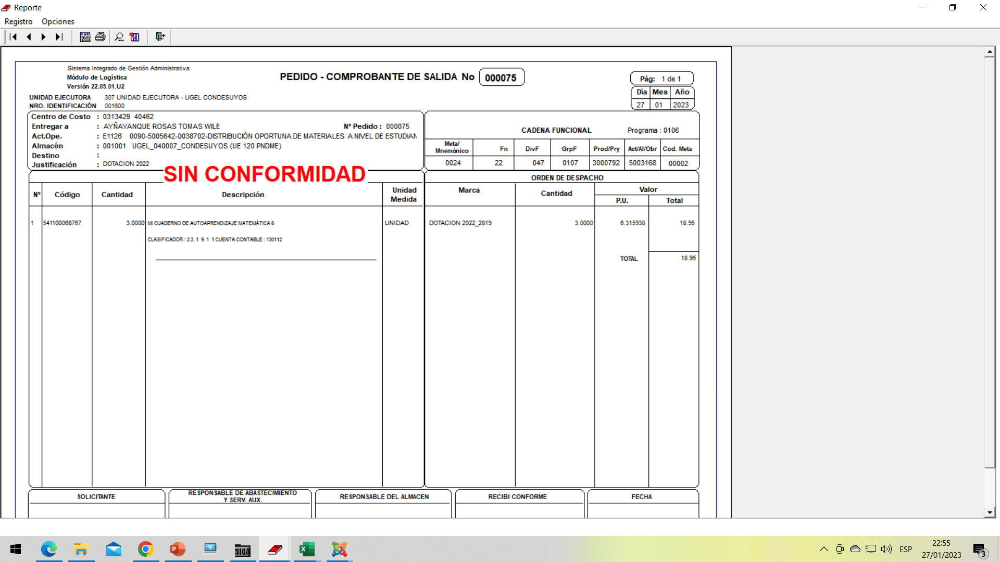 Reporte
Registro Opciones
Sistema Integrado de Gestión Administrativa
Módulo de Logística
Versión 22.05.01.U2
PEDIDO - COMPROBANTE DE SALIDA No 000075
Pág: 1 de 1
Día Mes Año
27 01 2023
UNIDAD EJECUTORA 307 UNIDAD EJECUTORA - UGEL CONDESUYOS
NRO. IDENTIFICACIÓN 001600
Centro de Costo : 0313429 40462
Entregar a : AYÑAYANQUE ROSAS TOMAS WILE Nº Pedido : 000075
Act.Ope. : E1126 0090-5005642-0038702-DISTRIBUCIÓN OPORTUNA DE MATERIALES A NIVEL DE ESTUDIAN
Almacén : 001001 UGEL_040007_CONDESUYOS (UE 120 PNDME)
Destino :
Justificación : DOTACION 2022
CADENA FUNCIONAL Programa : 0106
Meta/ Mnemónico Fn DivF GrpF Prod/Pry Act/AI/Obr Cod. Meta
0024 22 047 0107 3000792 5003168 00002
SIN CONFORMIDAD
ORDEN DE DESPACHO
Nº Código Cantidad Descripción Unidad Medida Marca Cantidad Valor
P.U. Total
1 541100068767 3.0000 MI CUADERNO DE AUTOAPRENDIZAJE MATEMÁTICA 6 UNIDAD DOTACION 2022_2819 3.0000 6.315938 18.95
CLASIFICADOR : 2.3. 1 9. 1 1 CUENTA CONTABLE : 130112
TOTAL 18.95
SOLICITANTE
RESPONSABLE DE ABASTECIMIENTO
Y SERV. AUX.
RESPONSABLE DEL ALMACEN
RECIBI CONFORME
FECHA
SIGA
ESP
22:55
27/01/2023
3